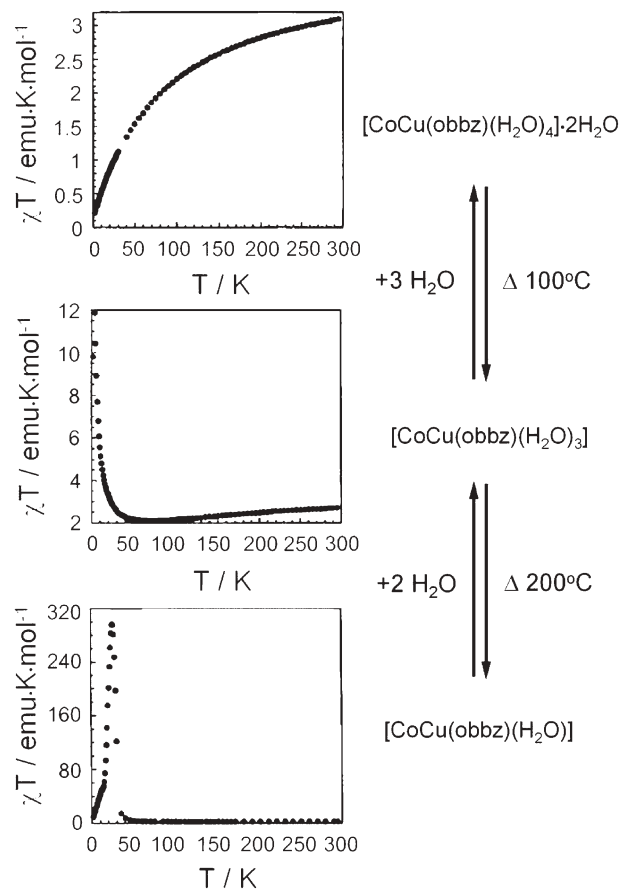 3
2.5
2
1.5
1
0.5
0
χT / emu·K·mol⁻¹
0 50 100 150 200 250 300
T / K
[CoCu(obbz)(H₂O)₄]·2H₂O
+3 H₂O
Δ 100ºC
12
10
8
6
4
2
χT / emu·K·mol⁻¹
0 50 100 150 200 250 300
T / K
[CoCu(obbz)(H₂O)₃]
+2 H₂O
Δ 200ºC
320
240
160
80
0
χT / emu·K·mol⁻¹
0 50 100 150 200 250 300
T / K
[CoCu(obbz)(H₂O)]